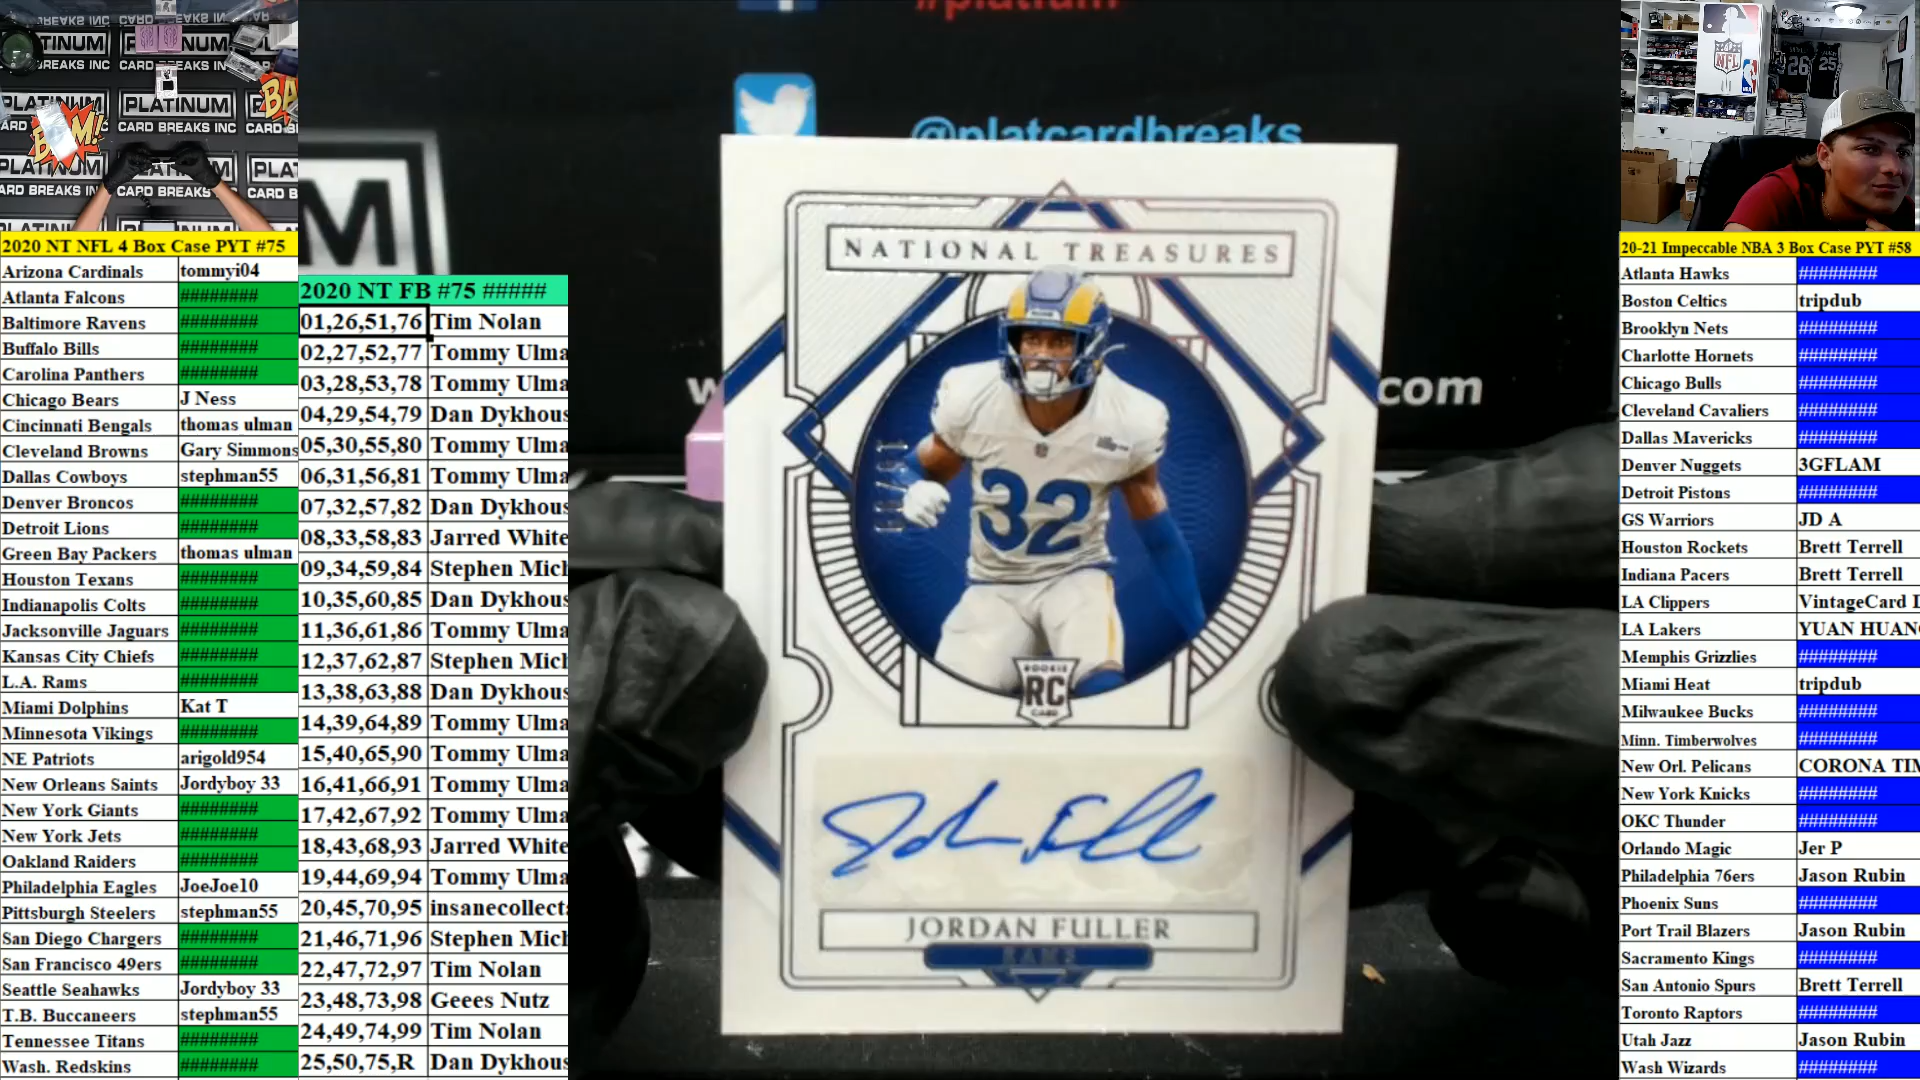 #platinum
@platcardbreaks
com
PLATINUM
CARD BREAKS INC
NFL
26
25
NATIONAL TREASURES
32
ROOKIE
RC
CARD
Jordan Fuller
JORDAN FULLER
RAMS
2020 NT NFL 4 Box Case PYT #75
Arizona Cardinals tommyi04
Atlanta Falcons ########
Baltimore Ravens ########
Buffalo Bills ########
Carolina Panthers ########
Chicago Bears J Ness
Cincinnati Bengals thomas ulman
Cleveland Browns Gary Simmons
Dallas Cowboys stephman55
Denver Broncos ########
Detroit Lions ########
Green Bay Packers thomas ulman
Houston Texans ########
Indianapolis Colts ########
Jacksonville Jaguars ########
Kansas City Chiefs ########
L.A. Rams ########
Miami Dolphins Kat T
Minnesota Vikings ########
NE Patriots arigold954
New Orleans Saints Jordyboy 33
New York Giants ########
New York Jets ########
Oakland Raiders ########
Philadelphia Eagles JoeJoe10
Pittsburgh Steelers stephman55
San Diego Chargers ########
San Francisco 49ers ########
Seattle Seahawks Jordyboy 33
T.B. Buccaneers stephman55
Tennessee Titans ########
Wash. Redskins ########
2020 NT FB #75 #####
01,26,51,76 Tim Nolan
02,27,52,77 Tommy Ulma
03,28,53,78 Tommy Ulma
04,29,54,79 Dan Dykhous
05,30,55,80 Tommy Ulma
06,31,56,81 Tommy Ulma
07,32,57,82 Dan Dykhous
08,33,58,83 Jarred White
09,34,59,84 Stephen Mich
10,35,60,85 Dan Dykhous
11,36,61,86 Tommy Ulma
12,37,62,87 Stephen Mich
13,38,63,88 Dan Dykhous
14,39,64,89 Tommy Ulma
15,40,65,90 Tommy Ulma
16,41,66,91 Tommy Ulma
17,42,67,92 Tommy Ulma
18,43,68,93 Jarred White
19,44,69,94 Tommy Ulma
20,45,70,95 insanecollect
21,46,71,96 Stephen Mich
22,47,72,97 Tim Nolan
23,48,73,98 Geees Nutz
24,49,74,99 Tim Nolan
25,50,75,R Dan Dykhous
20-21 Impeccable NBA 3 Box Case PYT #58
Atlanta Hawks ########
Boston Celtics tripdub
Brooklyn Nets ########
Charlotte Hornets ########
Chicago Bulls ########
Cleveland Cavaliers ########
Dallas Mavericks ########
Denver Nuggets 3GFLAM
Detroit Pistons ########
GS Warriors JD A
Houston Rockets Brett Terrell
Indiana Pacers Brett Terrell
LA Clippers VintageCard
LA Lakers YUAN HUAN
Memphis Grizzlies ########
Miami Heat tripdub
Milwaukee Bucks ########
Minn. Timberwolves ########
New Orl. Pelicans CORONA TIM
New York Knicks ########
OKC Thunder ########
Orlando Magic Jer P
Philadelphia 76ers Jason Rubin
Phoenix Suns ########
Port Trail Blazers Jason Rubin
Sacramento Kings ########
San Antonio Spurs Brett Terrell
Toronto Raptors ########
Utah Jazz Jason Rubin
Wash Wizards ########